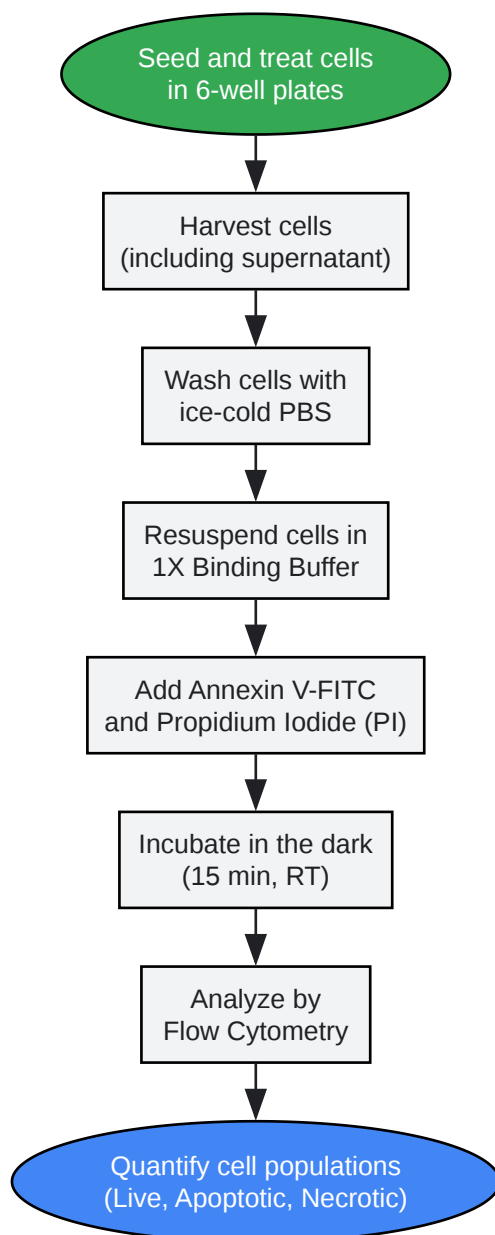 Seed and treat cells
in 6-well plates
Harvest cells
(including supernatant)
Wash cells with
ice-cold PBS
Resuspend cells in
1X Binding Buffer
Add Annexin V-FITC
and Propidium Iodide (PI)
Incubate in the dark
(15 min, RT)
Analyze by
Flow Cytometry
Quantify cell populations
(Live, Apoptotic, Necrotic)